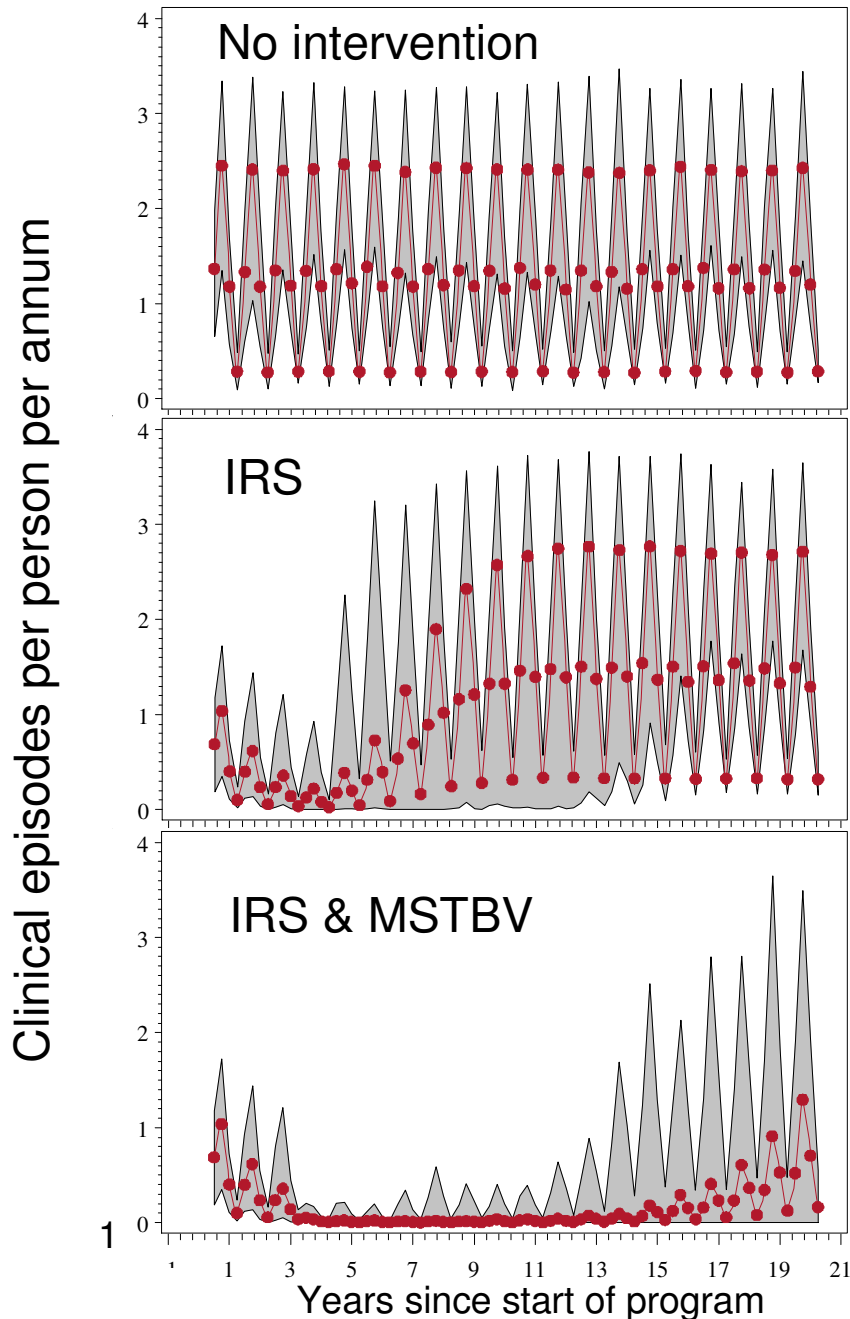 Clinical episodes per person per annum
4
No intervention
3
2
1
0
4
IRS
3
2
1
0
4
IRS & MSTBV
3
2
1
0
1
1 3 5 7 9 11 13 15 17 19 21
Years since start of program